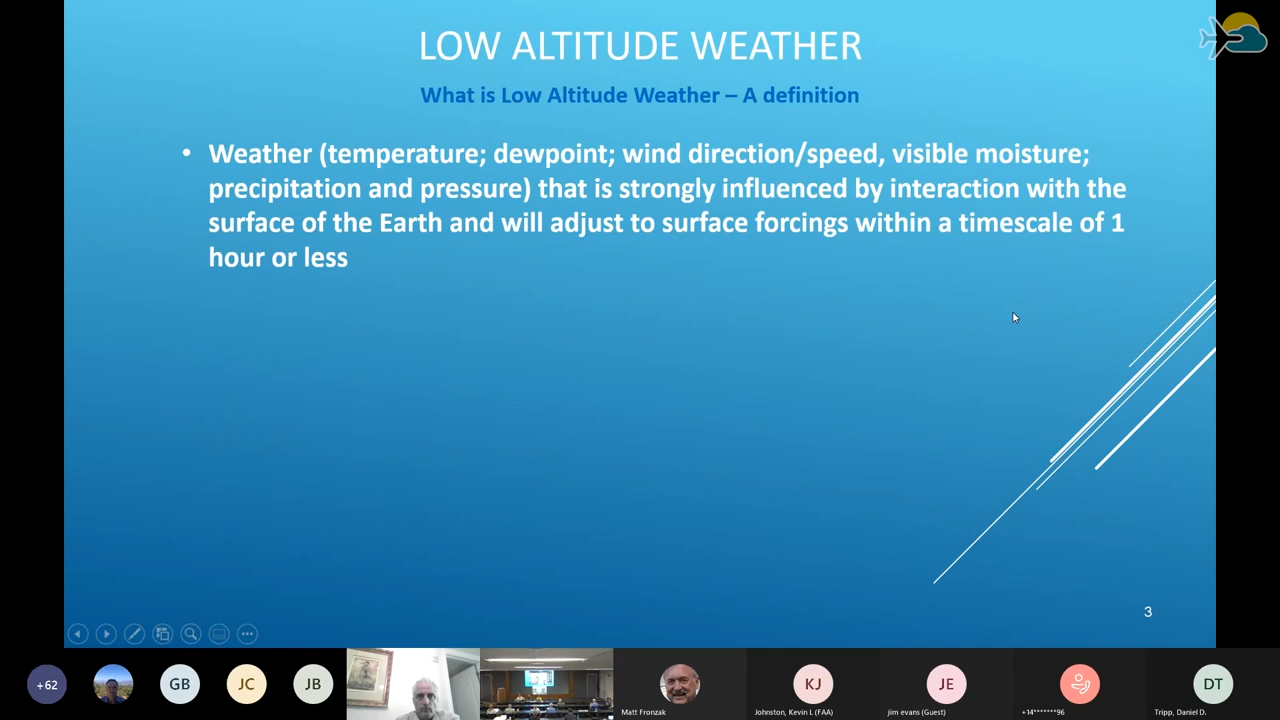 LOW ALTITUDE WEATHER
What is Low Altitude Weather – A definition
• Weather (temperature; dewpoint; wind direction/speed, visible moisture;
precipitation and pressure) that is strongly influenced by interaction with the
surface of the Earth and will adjust to surface forcings within a timescale of 1
hour or less
3
+62
GB
JC
JB
Matt Fronzak
KJ
Johnston, Kevin L (FAA)
JE
jim evans (Guest)
+14*******96
DT
Tripp, Daniel D.